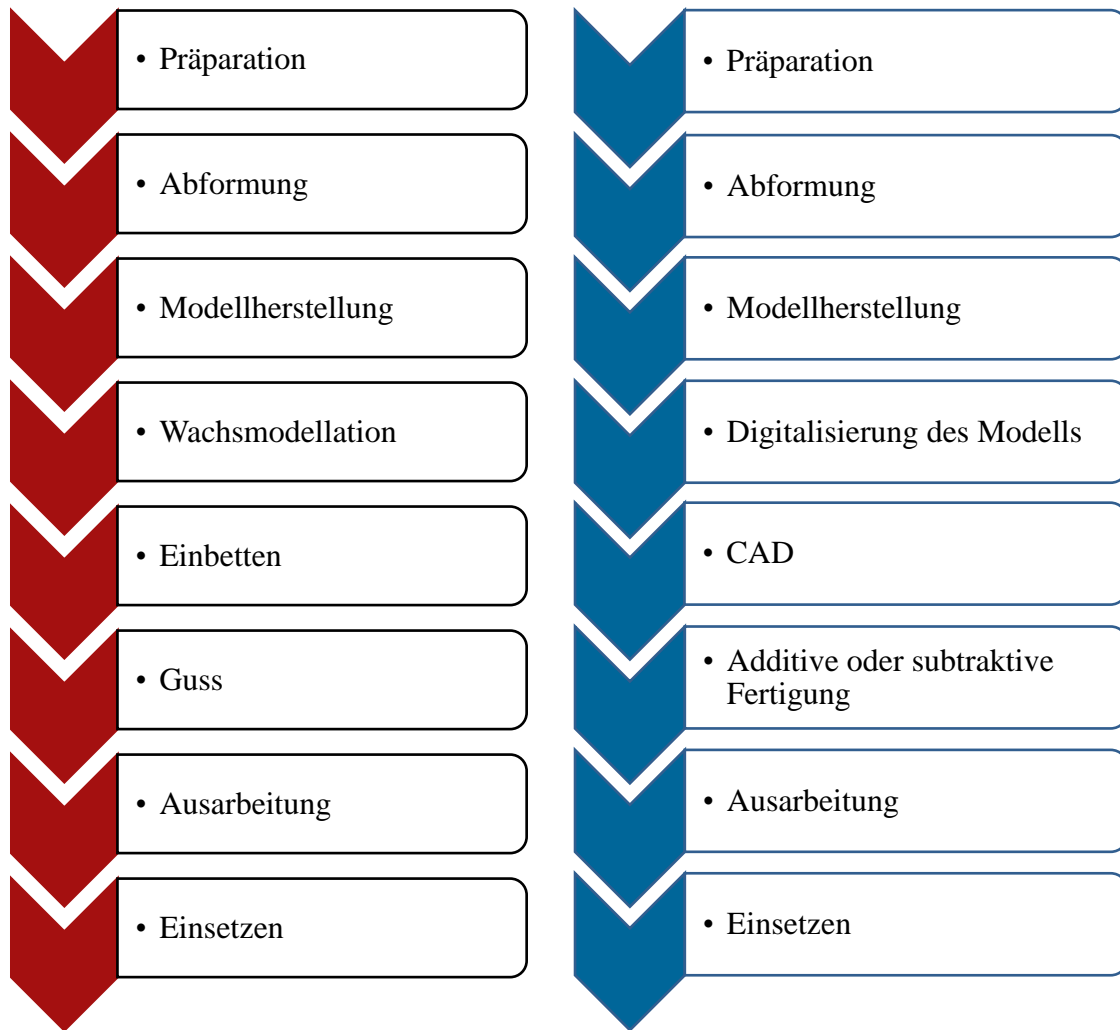 • Präparation
• Abformung
• Modellherstellung
• Wachsmodellation
• Einbetten
• Guss
• Ausarbeitung
• Einsetzen
• Präparation
• Abformung
• Modellherstellung
• Digitalisierung des Modells
• CAD
• Additive oder subtraktive
Fertigung
• Ausarbeitung
• Einsetzen